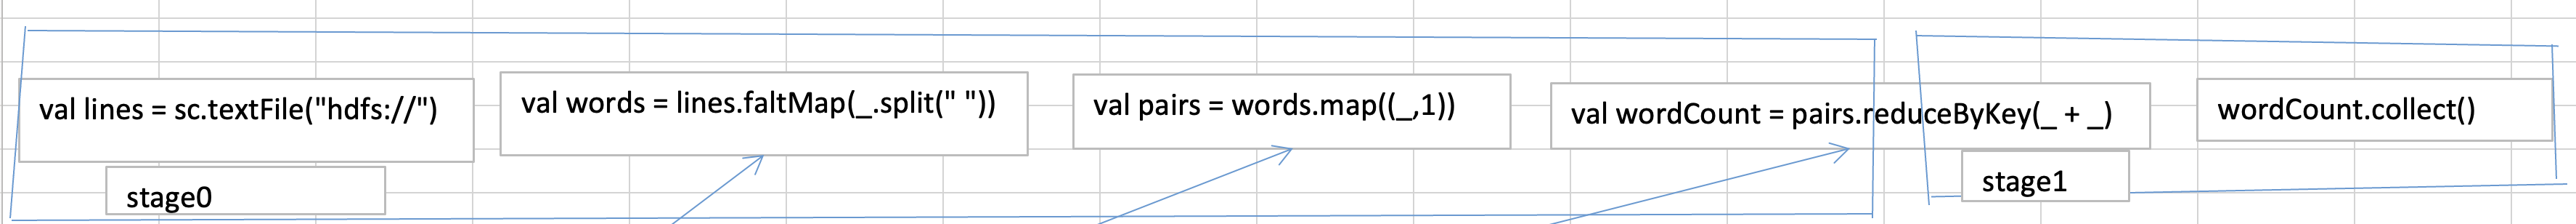 val lines = sc.textFile("hdfs://")
val words = lines.faltMap(_.split(" "))
val pairs = words.map((_,1))
val wordCount = pairs.reduceByKey(_ + _)
wordCount.collect()
stage0
stage1